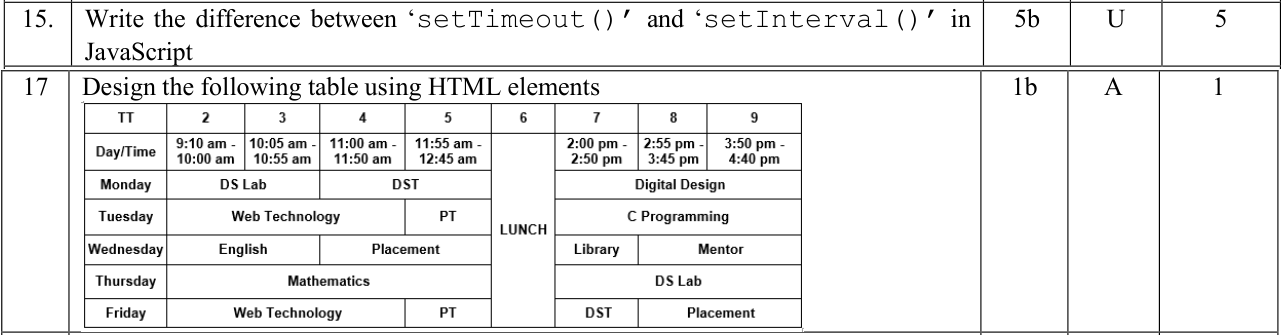 15. Write the difference between ‘setTimeout()’ and ‘setInterval()’ in 5b U 5
JavaScript
17 Design the following table using HTML elements 1b A 1
TT 2 3 4 5 6 7 8 9
Day/Time 9:10 am - 10:05 am - 11:00 am - 11:55 am - 2:00 pm - 2:55 pm - 3:50 pm -
10:00 am 10:55 am 11:50 am 12:45 am 2:50 pm 3:45 pm 4:40 pm
Monday DS Lab DST Digital Design
Tuesday Web Technology PT C Programming
LUNCH
Wednesday English Placement Library Mentor
Thursday Mathematics DS Lab
Friday Web Technology PT DST Placement